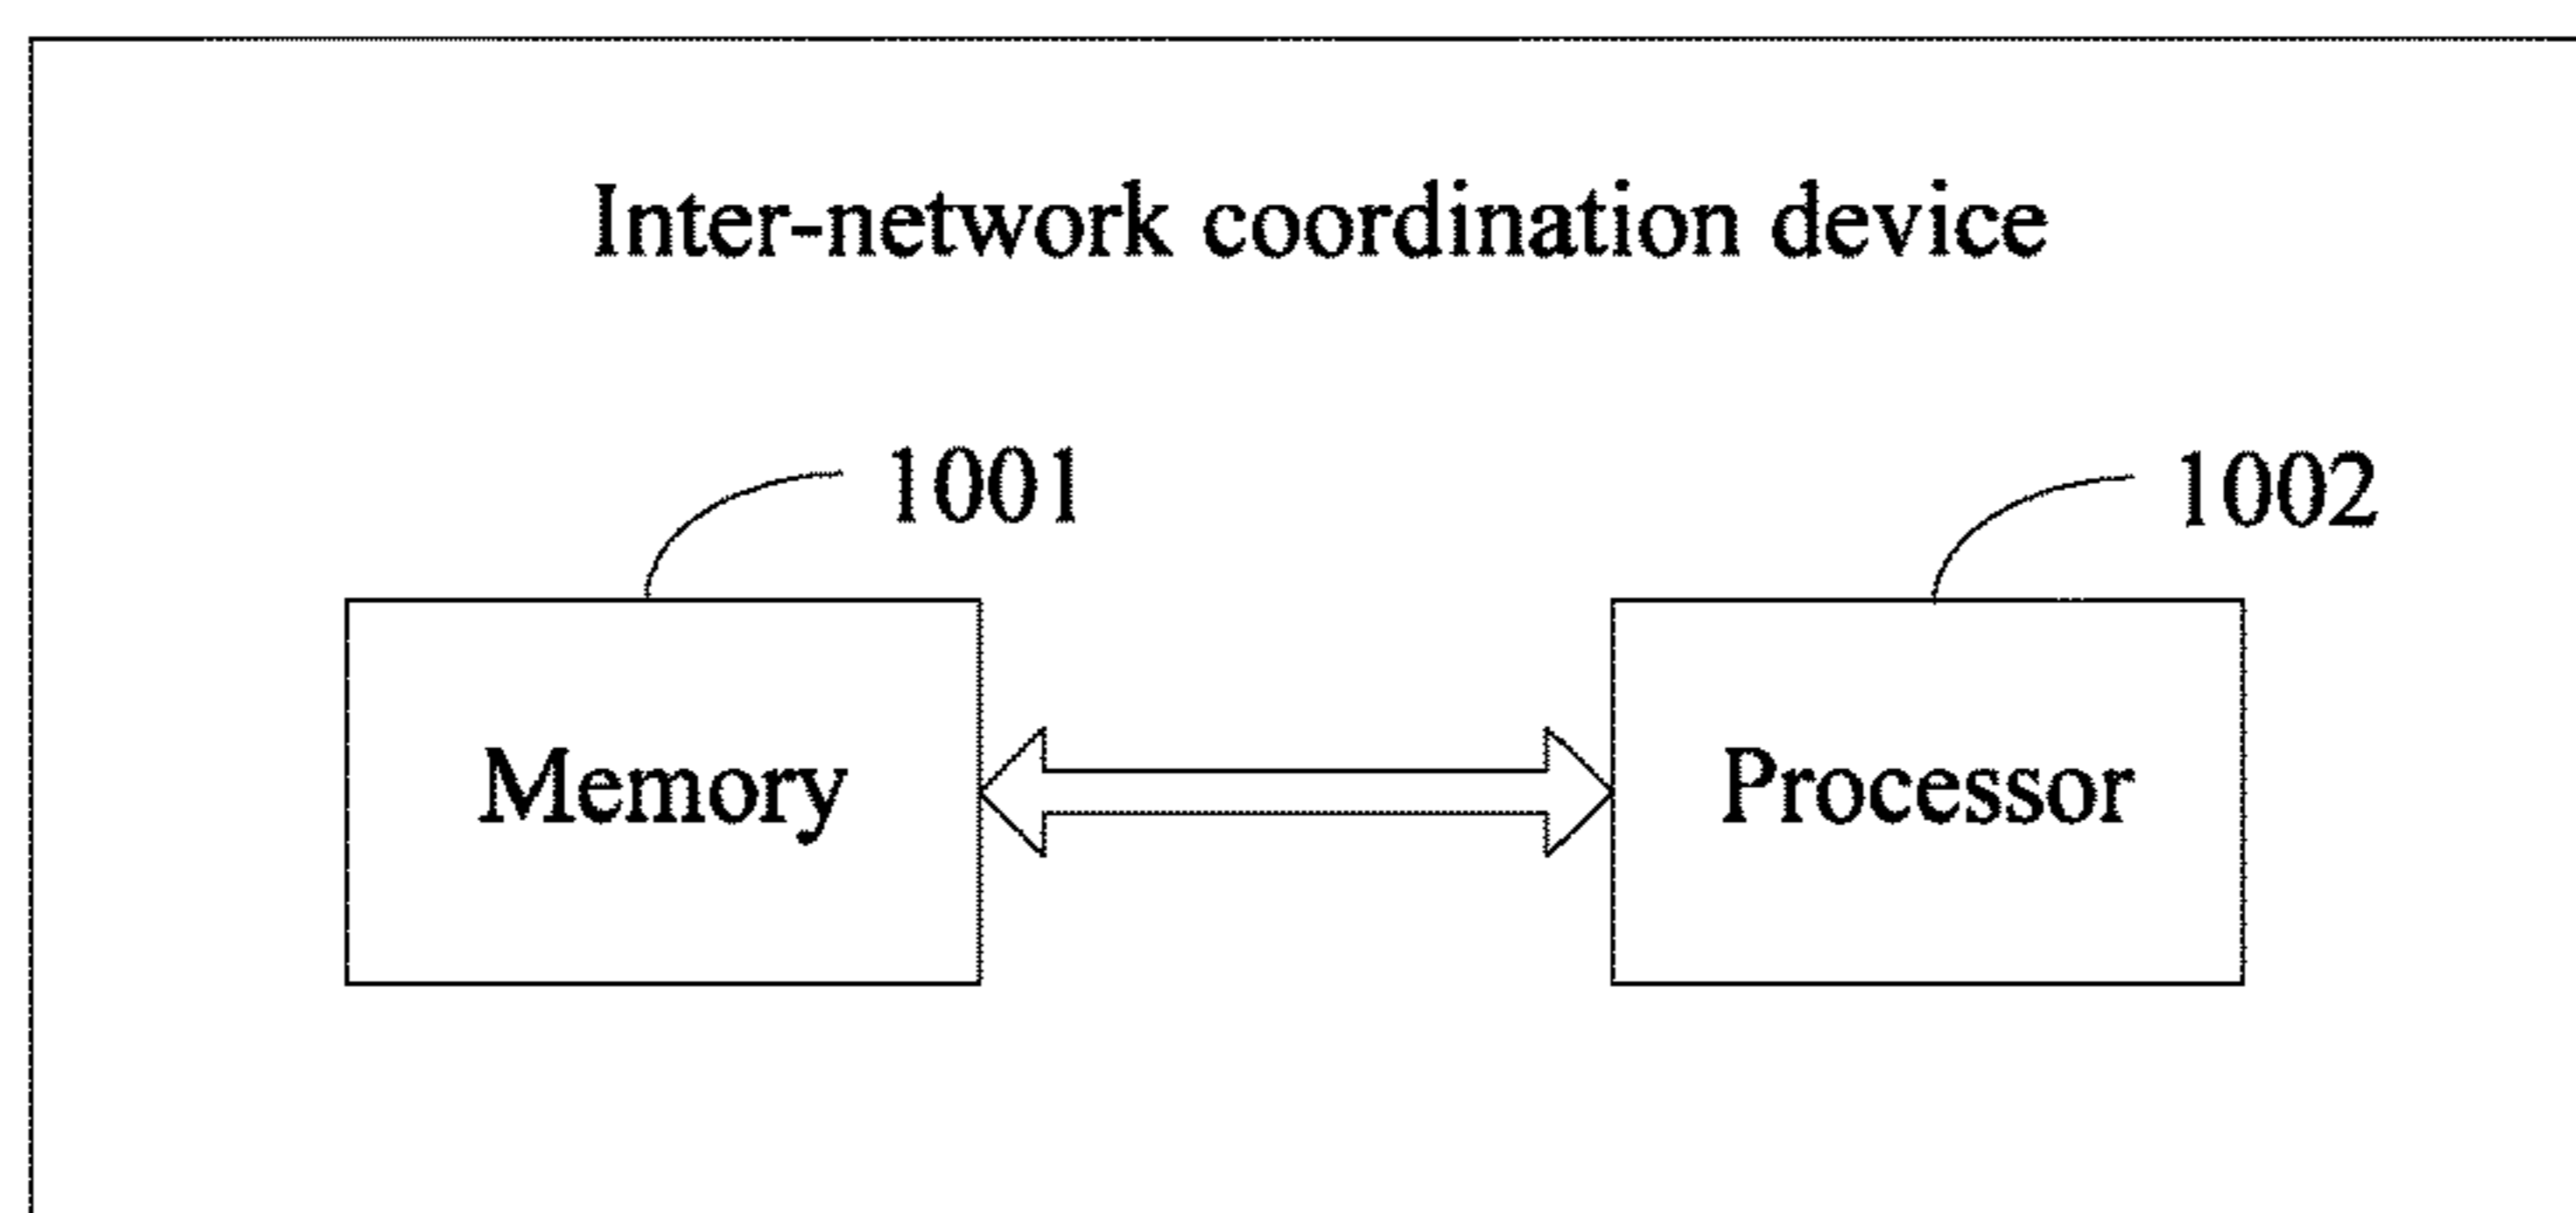 Inter-network coordination device
1001
1002
Memory
Processor